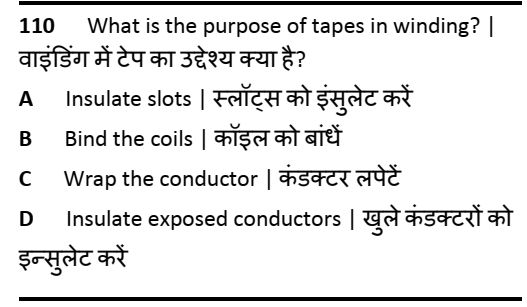 110 What is the purpose of tapes in winding? |
वाइंडिंग में टेप का उद्देश्य क्या है?
A Insulate slots | स्लॉट्स को इंसुलेट करें
B Bind the coils | कॉइल को बांधें
C Wrap the conductor | कंडक्टर लपेटें
D Insulate exposed conductors | खुले कंडक्टरों को
इन्सुलेट करें